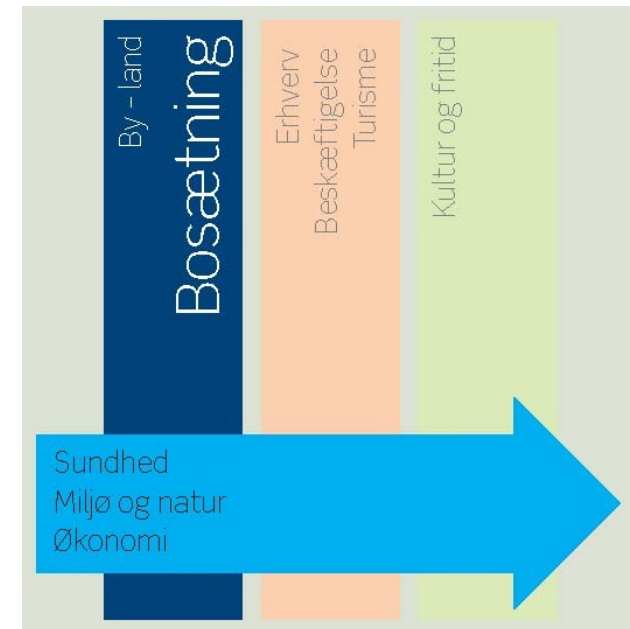 By - land
Bosætning
Erhverv
Beskæftigelse
Turisme
Kultur og fritid
Sundhed
Miljø og natur
Økonomi